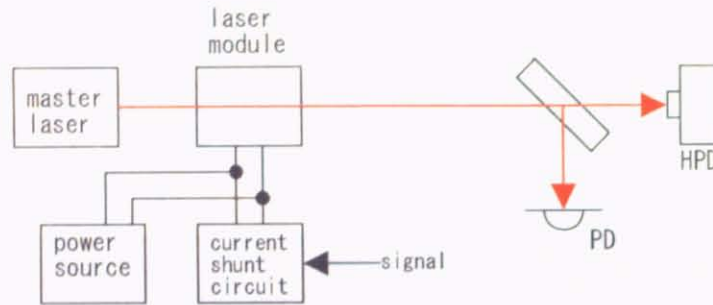 laser
module
master
laser
HPD
PD
power
source
current
shunt
circuit
signal